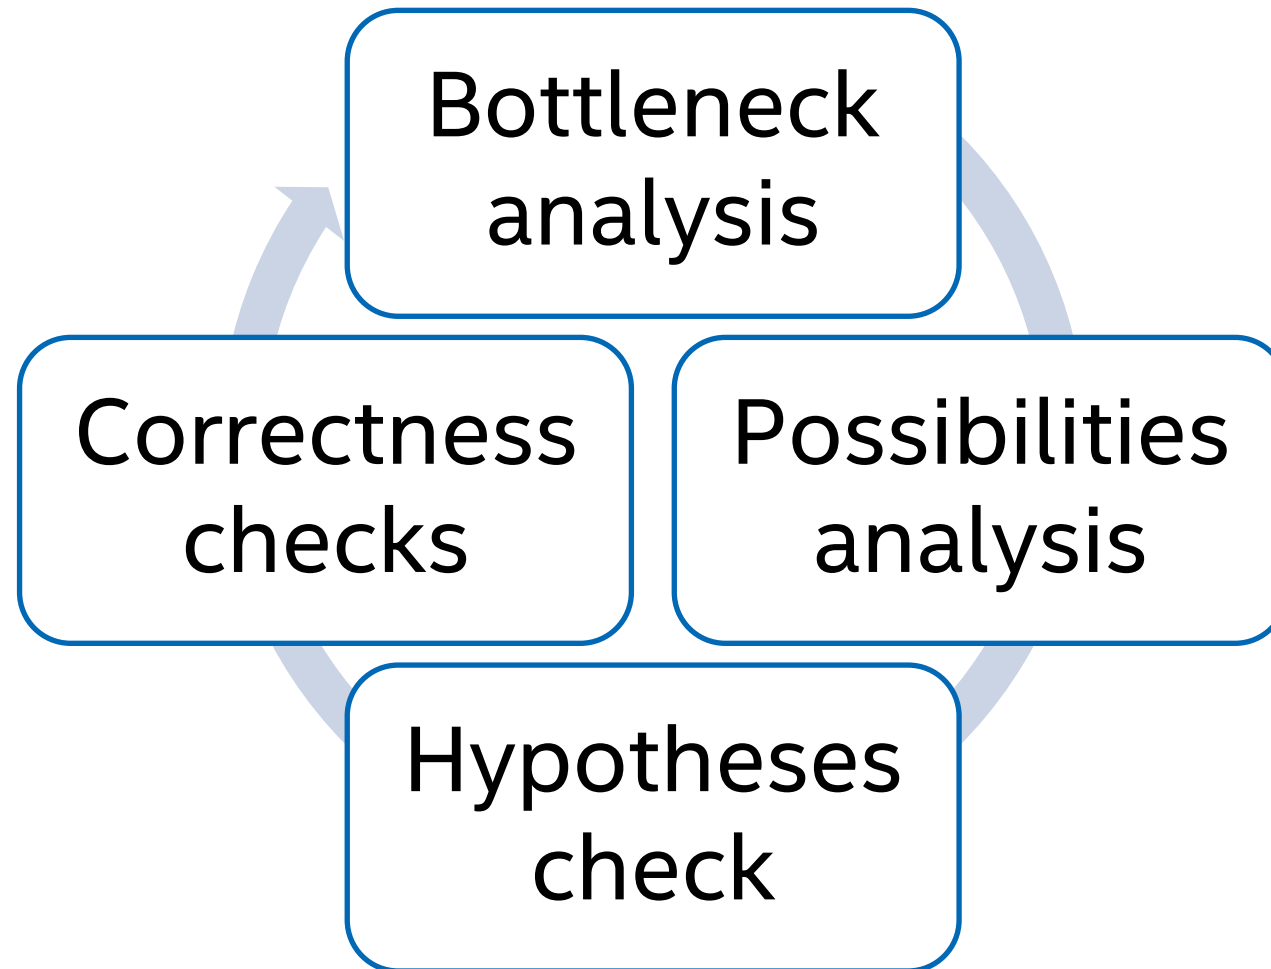 Bottleneck
analysis
Correctness
checks
Possibilities
analysis
Hypotheses
check